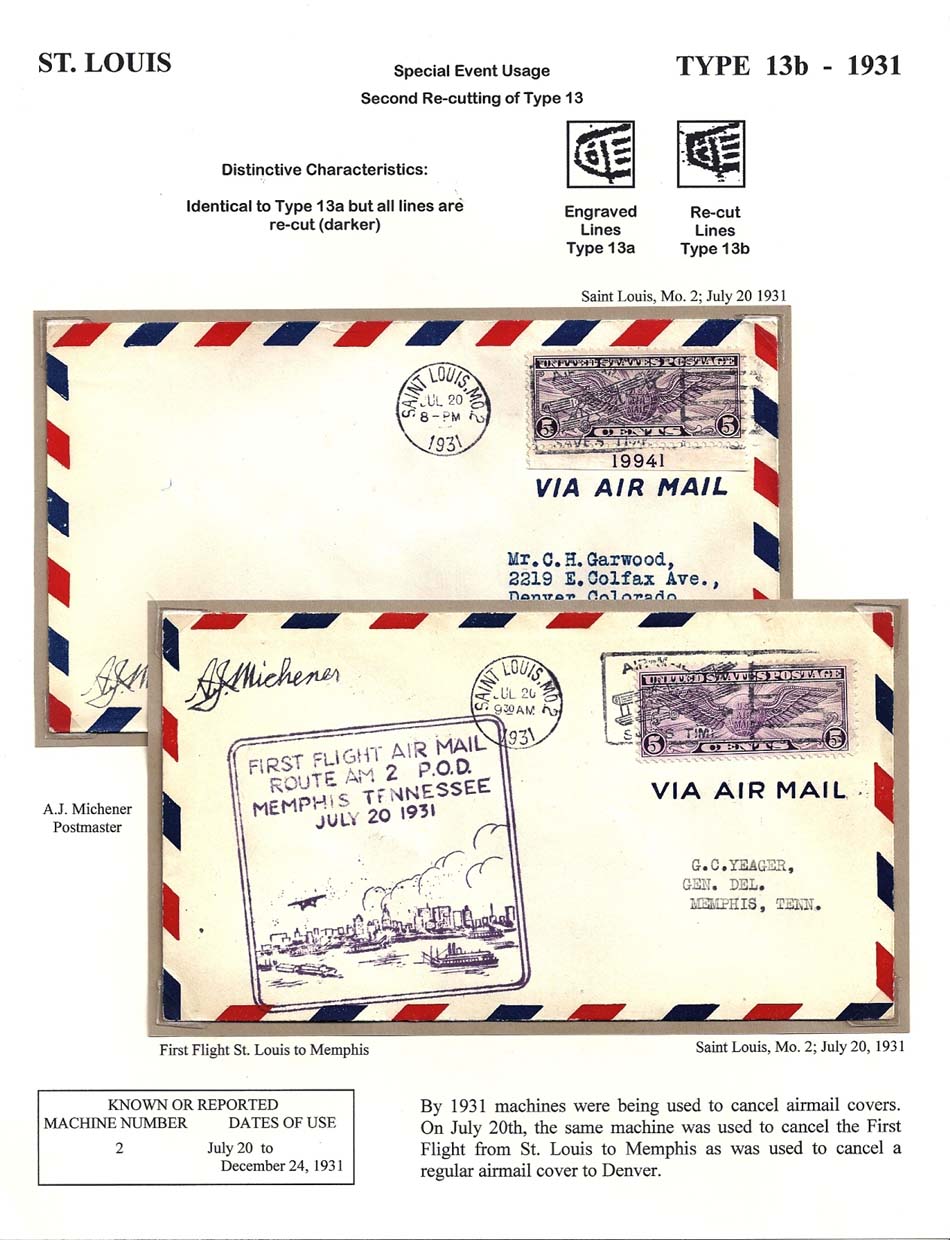 ST. LOUIS
Special Event Usage
TYPE 13b - 1931
Second Re-cutting of Type 13
Distinctive Characteristics:
Identical to Type 13a but all lines are
re-cut (darker)
Engraved
Lines
Type 13a
Re-cut
Lines
Type 13b
Saint Louis, Mo. 2; July 20 1931
SAINT LOUIS, MO. 2
JUL 20
8 - PM
1931
UNITED STATES POSTAGE
5 CENTS 5
SAVES TIME
19941
VIA AIR MAIL
Mr. C. H. Garwood,
2219 E. Colfax Ave.,
Denver Colorado
A.J. Michener
SAINT LOUIS, MO. 2
JUL 20
9 30 AM
1931
AIR MAIL
TIME
UNITED STATES POSTAGE
5 CENTS 5
VIA AIR MAIL
FIRST FLIGHT AIR MAIL
ROUTE AM 2 P.O.D.
MEMPHIS TENNESSEE
JULY 20 1931
G.C.YEAGER,
GEN. DEL.
MEMPHIS, TENN.
A.J. Michener
Postmaster
First Flight St. Louis to Memphis
Saint Louis, Mo. 2; July 20, 1931
KNOWN OR REPORTED
MACHINE NUMBER DATES OF USE
2 July 20 to
December 24, 1931
By 1931 machines were being used to cancel airmail covers.
On July 20th, the same machine was used to cancel the First
Flight from St. Louis to Memphis as was used to cancel a
regular airmail cover to Denver.